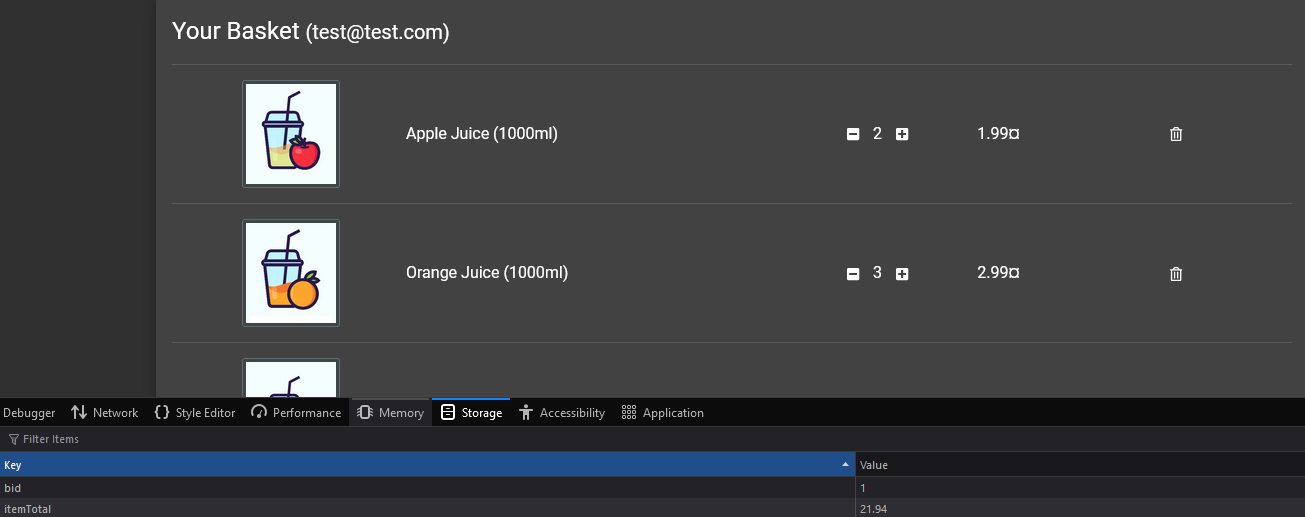 Your Basket (test@test.com)
Apple Juice (1000ml) 2 1.99¤
Orange Juice (1000ml) 3 2.99¤
Debugger Network Style Editor Performance Memory Storage Accessibility Application
Filter Items
Key Value
bid 1
itemTotal 21.94